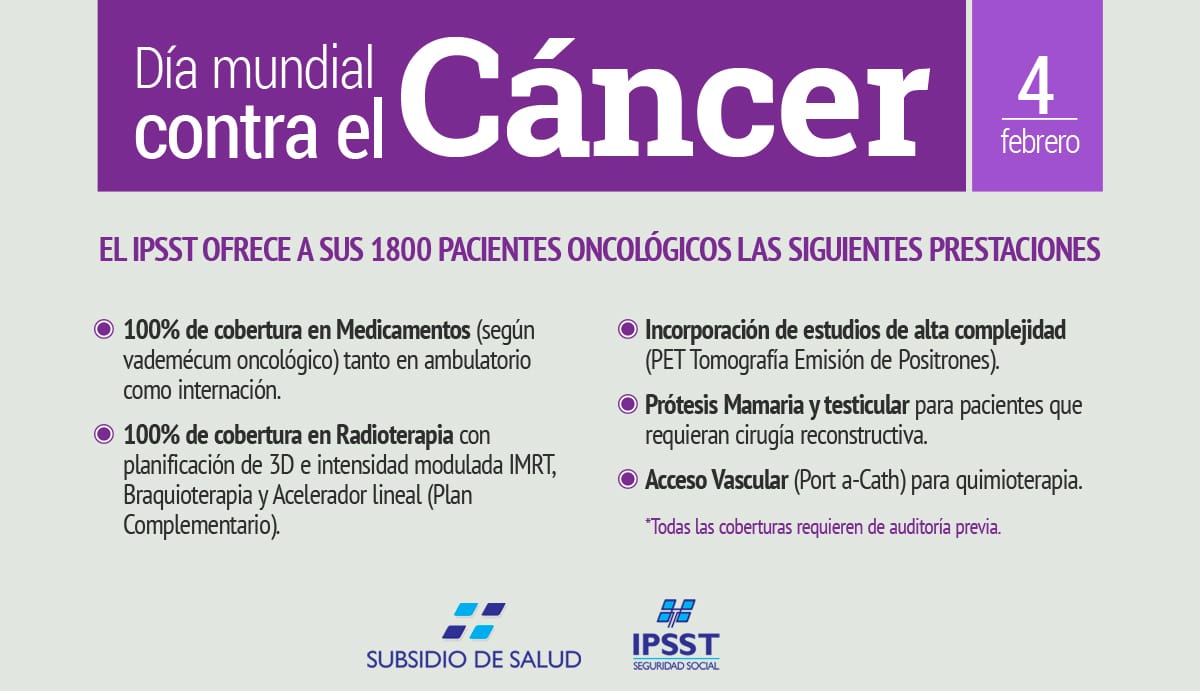 Día mundial
contra el Cáncer
4
febrero
EL IPSST OFRECE A SUS 1800 PACIENTES ONCOLÓGICOS LAS SIGUIENTES PRESTACIONES
100% de cobertura en Medicamentos (según
vademécum oncológico) tanto en ambulatorio
como internación.
100% de cobertura en Radioterapia con
planificación de 3D e intensidad modulada IMRT,
Braquioterapia y Acelerador lineal (Plan
Complementario).
Incorporación de estudios de alta complejidad
(PET Tomografía Emisión de Positrones).
Prótesis Mamaria y testicular para pacientes que
requieran cirugía reconstructiva.
Acceso Vascular (Port a-Cath) para quimioterapia.
*Todas las coberturas requieren de auditoría previa.
SUBSIDIO DE SALUD
IPSST
SEGURIDAD SOCIAL